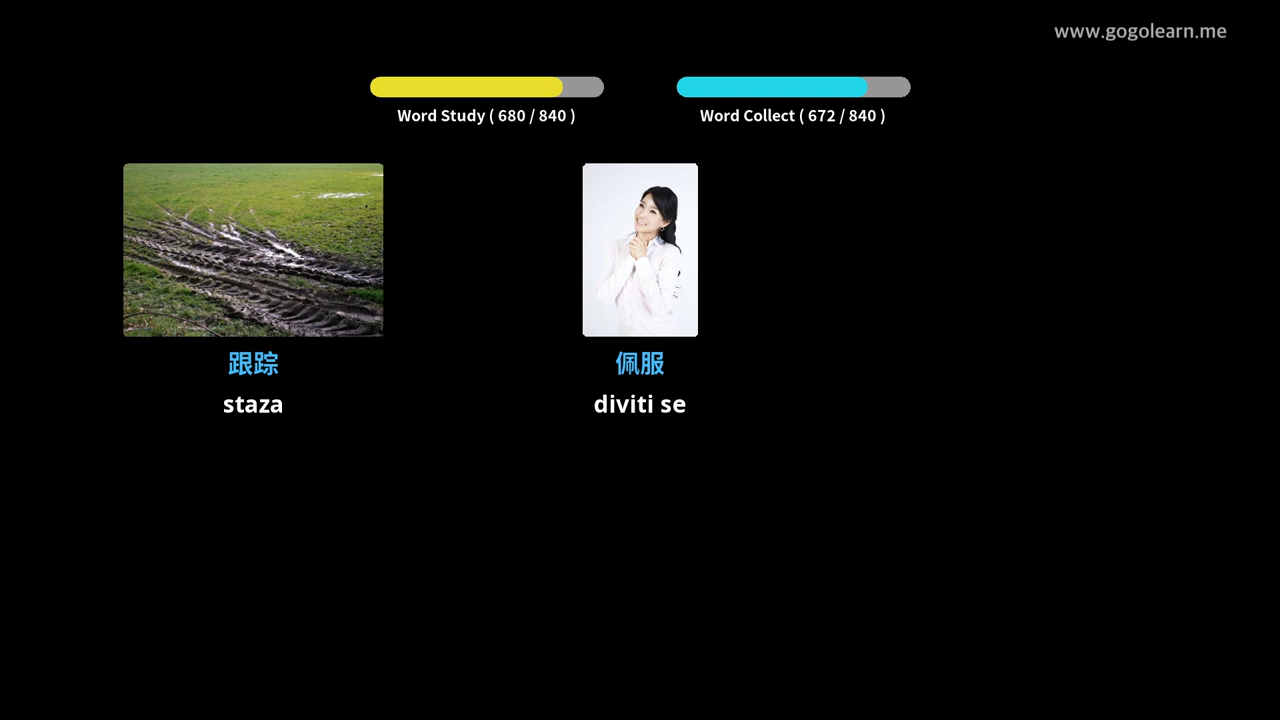 www.gogolearn.me
Word Study ( 680 / 840 )
Word Collect ( 672 / 840 )
跟踪
staza
佩服
diviti se